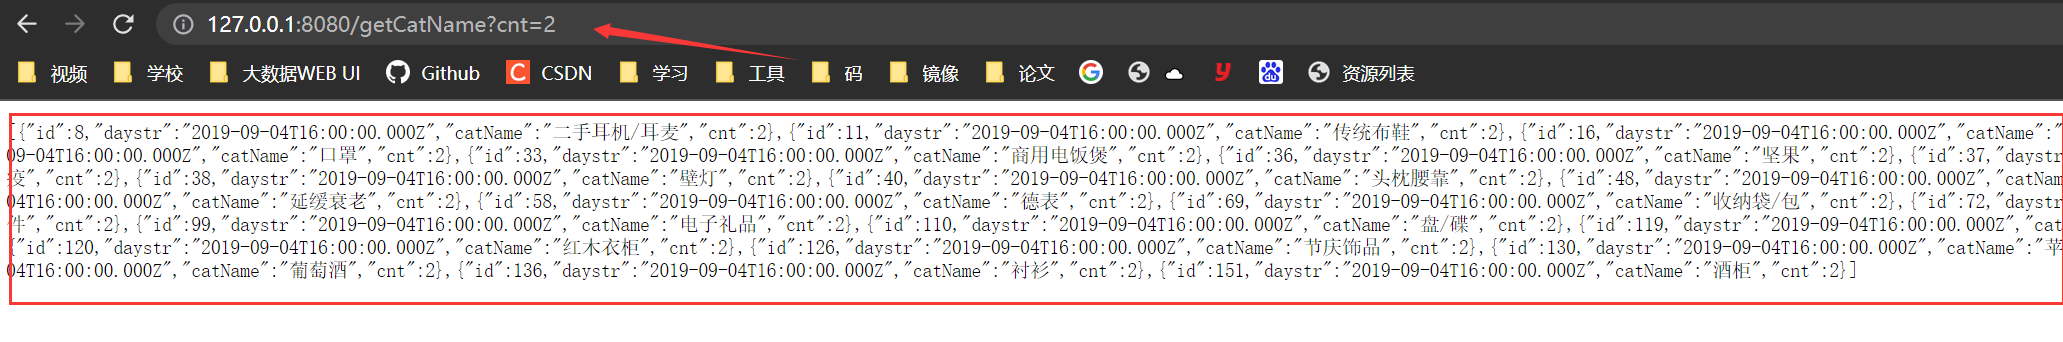 127.0.0.1:8080/getCatName?cnt=2
视频 学校 大数据WEB UI Github CSDN 学习 工具 码 镜像 论文 资源列表
[{"id":8,"daystr":"2019-09-04T16:00:00.000Z","catName":"二手耳机/耳麦","cnt":2},{"id":11,"daystr":"2019-09-04T16:00:00.000Z","catName":"传统布鞋","cnt":2},{"id":16,"daystr":"2019-09-04T16:00:00.000Z","catName":"
09-04T16:00:00.000Z","catName":"口罩","cnt":2},{"id":33,"daystr":"2019-09-04T16:00:00.000Z","catName":"商用电饭煲","cnt":2},{"id":36,"daystr":"2019-09-04T16:00:00.000Z","catName":"坚果","cnt":2},{"id":37,"daystr
疫","cnt":2},{"id":38,"daystr":"2019-09-04T16:00:00.000Z","catName":"壁灯","cnt":2},{"id":40,"daystr":"2019-09-04T16:00:00.000Z","catName":"头枕腰靠","cnt":2},{"id":48,"daystr":"2019-09-04T16:00:00.000Z","catNam
04T16:00:00.000Z","catName":"延缓衰老","cnt":2},{"id":58,"daystr":"2019-09-04T16:00:00.000Z","catName":"德表","cnt":2},{"id":69,"daystr":"2019-09-04T16:00:00.000Z","catName":"收纳袋/包","cnt":2},{"id":72,"daystr
件","cnt":2},{"id":99,"daystr":"2019-09-04T16:00:00.000Z","catName":"电子礼品","cnt":2},{"id":110,"daystr":"2019-09-04T16:00:00.000Z","catName":"盘/碟","cnt":2},{"id":119,"daystr":"2019-09-04T16:00:00.000Z","cat
{"id":120,"daystr":"2019-09-04T16:00:00.000Z","catName":"红木衣柜","cnt":2},{"id":126,"daystr":"2019-09-04T16:00:00.000Z","catName":"节庆饰品","cnt":2},{"id":130,"daystr":"2019-09-04T16:00:00.000Z","catName":"苹
04T16:00:00.000Z","catName":"葡萄酒","cnt":2},{"id":136,"daystr":"2019-09-04T16:00:00.000Z","catName":"衬衫","cnt":2},{"id":151,"daystr":"2019-09-04T16:00:00.000Z","catName":"酒柜","cnt":2}]